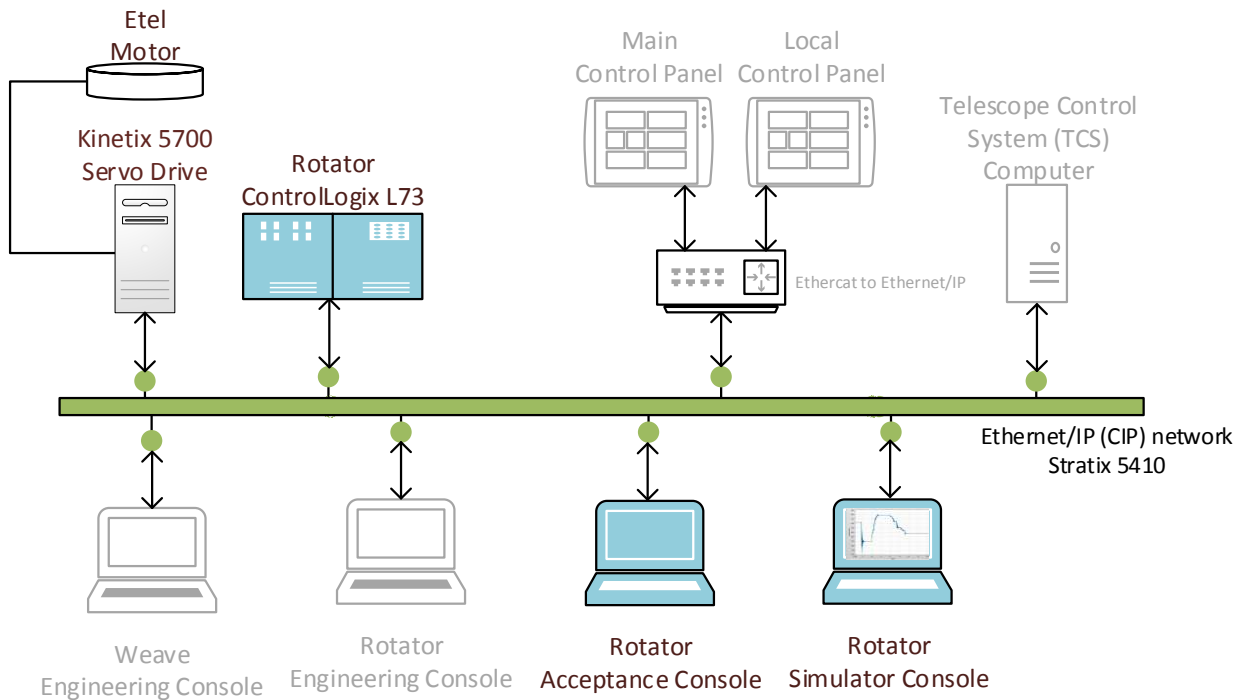 Etel
Motor
Kinetix 5700
Servo Drive
Rotator
ControlLogix L73
Main
Control Panel
Local
Control Panel
Telescope Control
System (TCS)
Computer
Ethercat to Ethernet/IP
Ethernet/IP (CIP) network
Stratix 5410
Weave
Engineering Console
Rotator
Engineering Console
Rotator
Acceptance Console
Rotator
Simulator Console